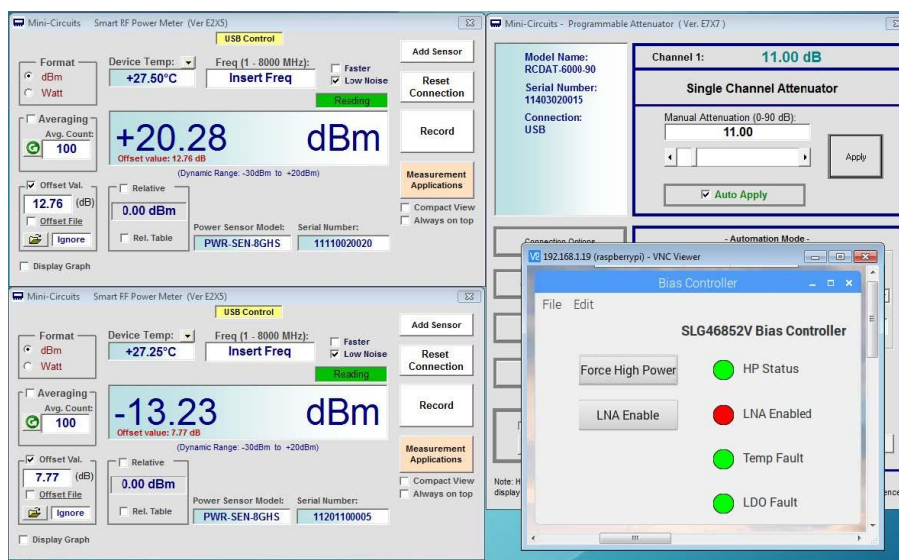 Mini-Circuits Smart RF Power Meter (Ver E2X5)
USB Control
Format
dBm
Watt
Device Temp:
+27.50°C
Freq (1 - 8000 MHz):
Insert Freq
Faster
Low Noise
Reading
Add Sensor
Reset Connection
Record
Averaging
Avg. Count:
100
+20.28 dBm
Offset value: 12.76 dB
(Dynamic Range: -30dBm to +20dBm)
Offset Val.
12.76 (dB)
Offset File
Ignore
Relative
0.00 dBm
Rel. Table
Power Sensor Model:
PWR-SEN-8GHS
Serial Number:
11110020020
Measurement Applications
Compact View
Always on top
Display Graph
Mini-Circuits Smart RF Power Meter (Ver E2X5)
USB Control
Format
dBm
Watt
Device Temp:
+27.25°C
Freq (1 - 8000 MHz):
Insert Freq
Faster
Low Noise
Reading
Add Sensor
Reset Connection
Record
Averaging
Avg. Count:
100
-13.23 dBm
Offset value: 7.77 dB
(Dynamic Range: -30dBm to +20dBm)
Offset Val.
7.77 (dB)
Offset File
Ignore
Relative
0.00 dBm
Rel. Table
Power Sensor Model:
PWR-SEN-8GHS
Serial Number:
11201100005
Measurement Applications
Compact View
Always on top
Display Graph
Mini-Circuits - Programmable Attenuator ( Ver. E7X7 )
Model Name:
RCDAT-6000-90
Serial Number:
11403020015
Connection:
USB
Channel 1: 11.00 dB
Single Channel Attenuator
Manual Attenuation (0-90 dB):
11.00
Apply
Auto Apply
Connection Options
- Automation Mode -
Note: H
display
192.168.1.19 (raspberrypi) - VNC Viewer
Bias Controller
File Edit
SLG46852V Bias Controller
Force High Power
HP Status
LNA Enable
LNA Enabled
Temp Fault
LDO Fault